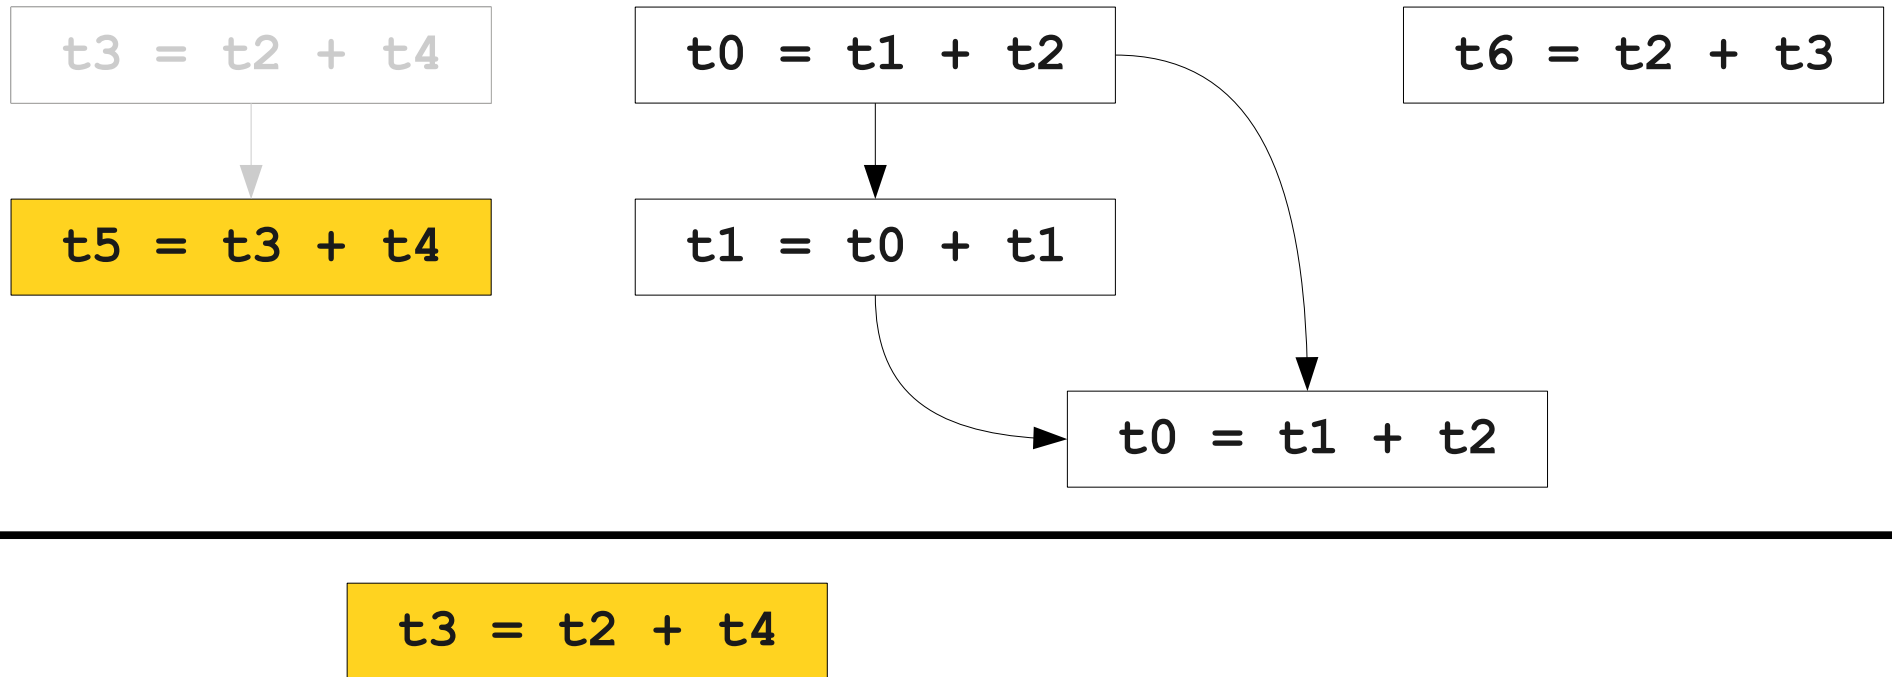 t3 = t2 + t4
t0 = t1 + t2
t6 = t2 + t3
t5 = t3 + t4
t1 = t0 + t1
t0 = t1 + t2
t3 = t2 + t4